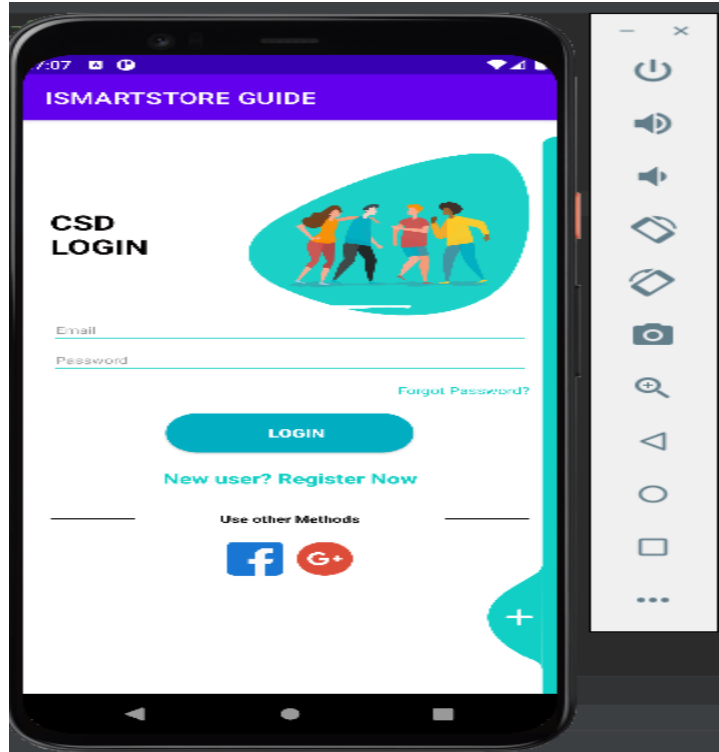 7:07
ISMARTSTORE GUIDE
CSD
LOGIN
Email
Password
Forgot Password?
LOGIN
New user? Register Now
Use other Methods
f G+
+